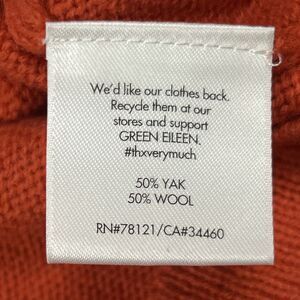 We'd like our clothes back.
Recycle them at our
stores and support
GREEN EILEEN.
#thxverymuch
50% YAK
50% WOOL
RN#78121/CA#34460